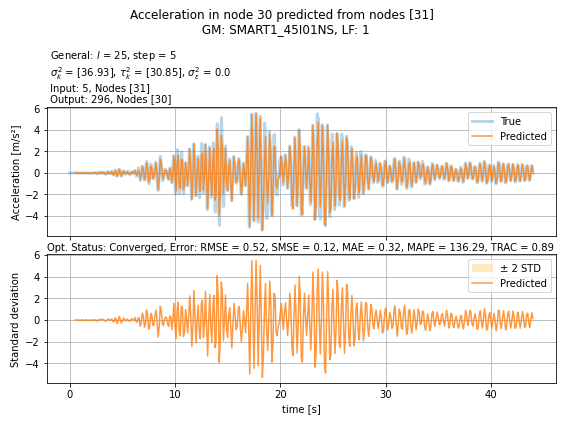 Acceleration in node 30 predicted from nodes [31]
GM: SMART1_45I01NS, LF: 1
General: l = 25, step = 5
σ²ₖ = [36.93], τ²ₖ = [30.85], σ²ε = 0.0
Input: 5, Nodes [31]
Output: 296, Nodes [30]
Acceleration [m/s²]
6
4
2
0
−2
−4
True
Predicted
Opt. Status: Converged, Error: RMSE = 0.52, SMSE = 0.12, MAE = 0.32, MAPE = 136.29, TRAC = 0.89
Standard deviation
6
4
2
0
−2
−4
± 2 STD
Predicted
0 10 20 30 40
time [s]